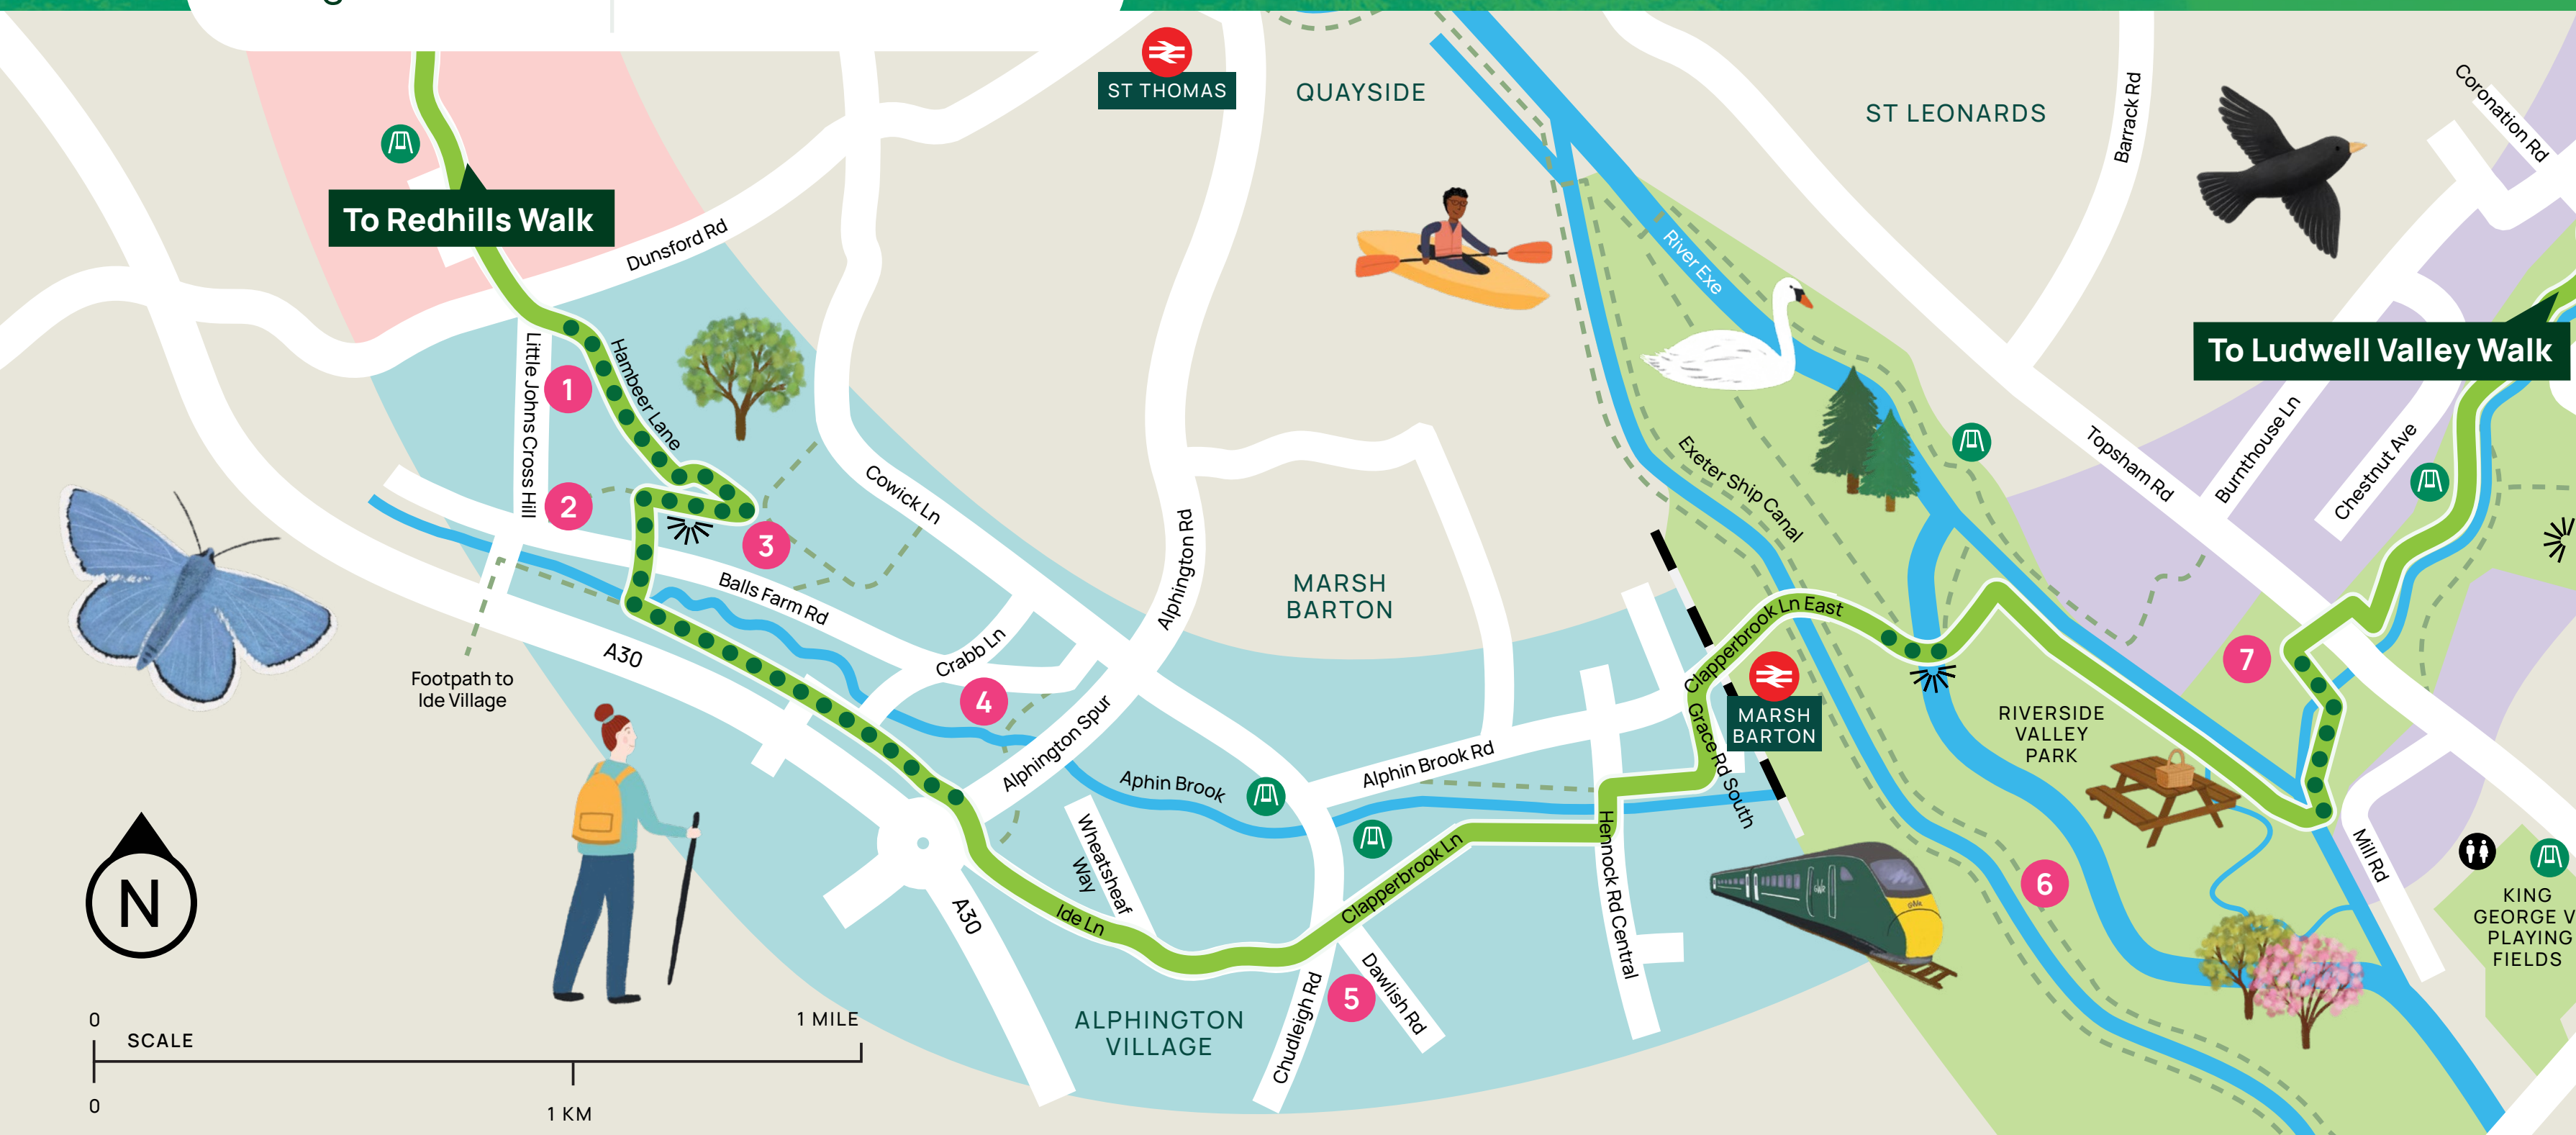 ST THOMAS
QUAYSIDE
ST LEONARDS
Barrack Rd
Coronation Rd
To Redhills Walk
Dunsford Rd
River Exe
To Ludwell Valley Walk
Little Johns Cross Hill
Hambeer Lane
1
2
3
Cowick Ln
Alphington Rd
Exeter Ship Canal
Topsham Rd
Burnthouse Ln
Chestnut Ave
MARSH
BARTON
Balls Farm Rd
Crabb Ln
4
A30
Footpath to
Ide Village
Alphington Spur
Aphin Brook
Alphin Brook Rd
Clapperbrook Ln East
Grace Rd South
MARSH
BARTON
RIVERSIDE
VALLEY
PARK
7
Wheatsheaf
Way
Clapperbrook Ln
Hennock Rd Central
6
Mill Rd
KING
GEORGE V
PLAYING
FIELDS
N
A30
Ide Ln
5
Chudleigh Rd
Dawlish Rd
ALPHINGTON
VILLAGE
0
1 MILE
SCALE
0
1 KM